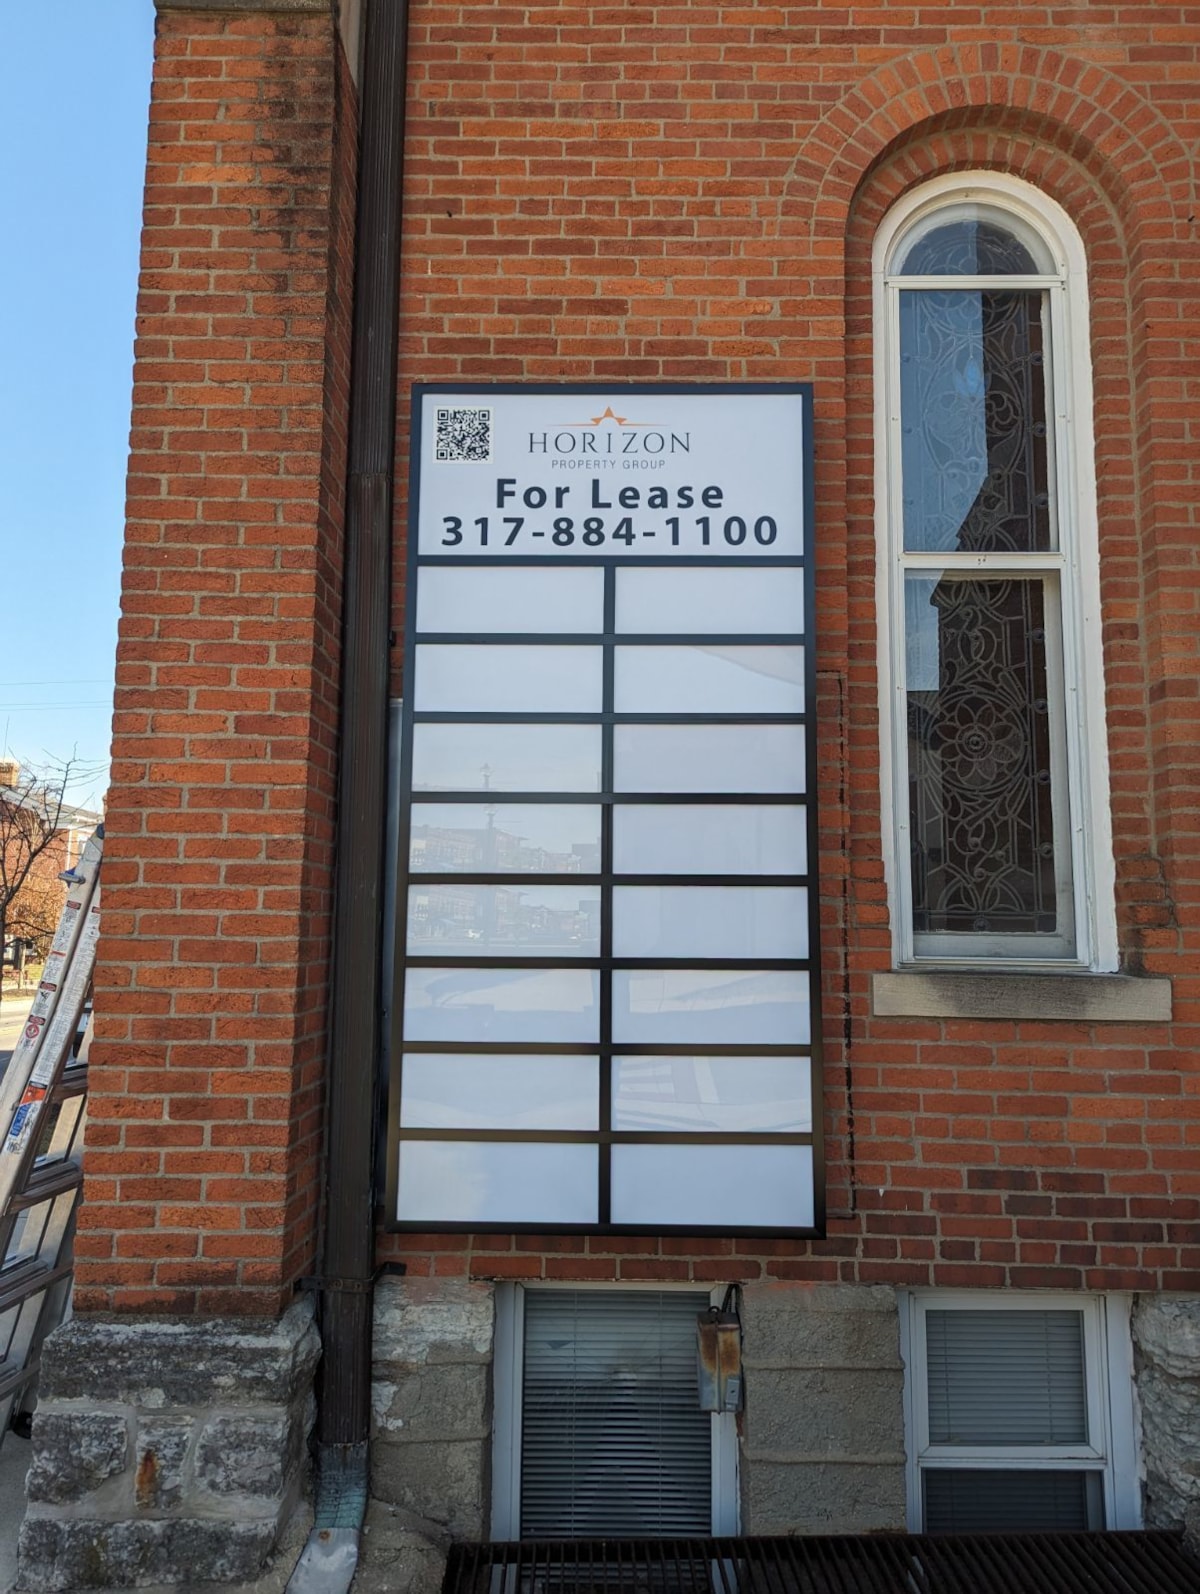 HORIZON
PROPERTY GROUP
For Lease
317-884-1100